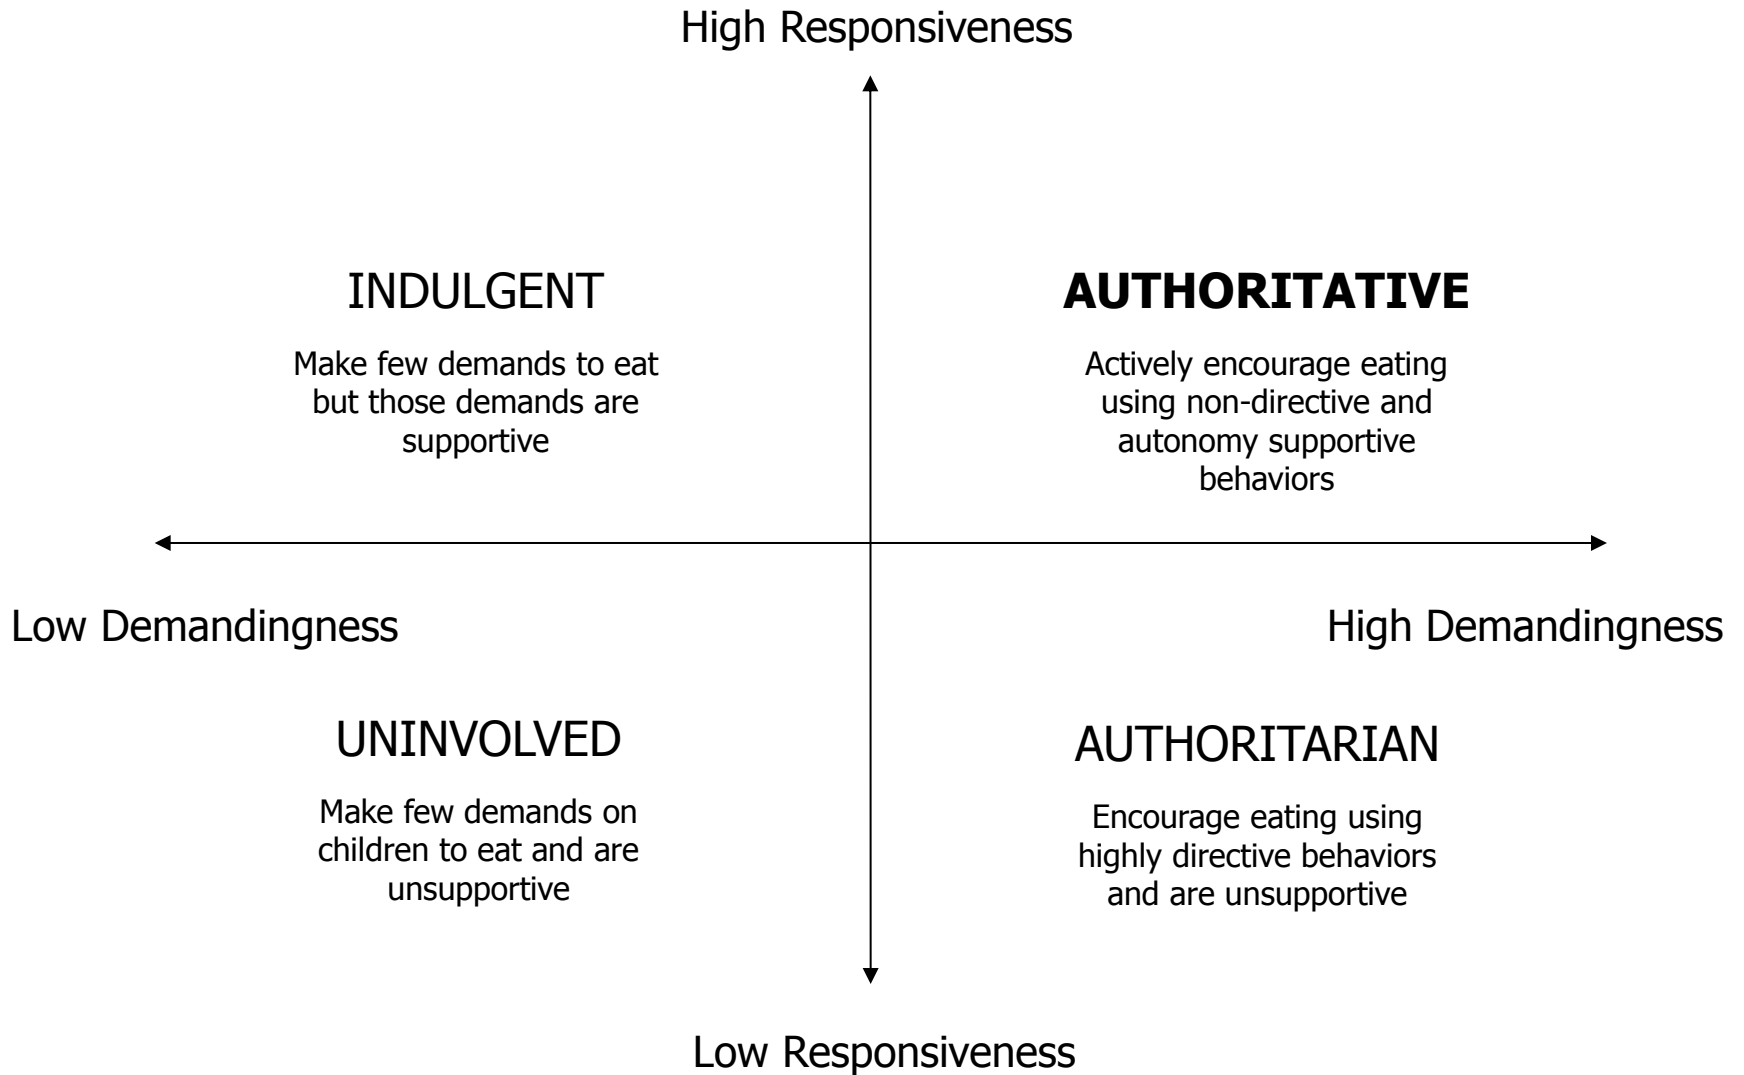 High Responsiveness
INDULGENT
Make few demands to eat
but those demands are
supportive
AUTHORITATIVE
Actively encourage eating
using non-directive and
autonomy supportive
behaviors
Low Demandingness
High Demandingness
UNINVOLVED
Make few demands on
children to eat and are
unsupportive
AUTHORITARIAN
Encourage eating using
highly directive behaviors
and are unsupportive
Low Responsiveness